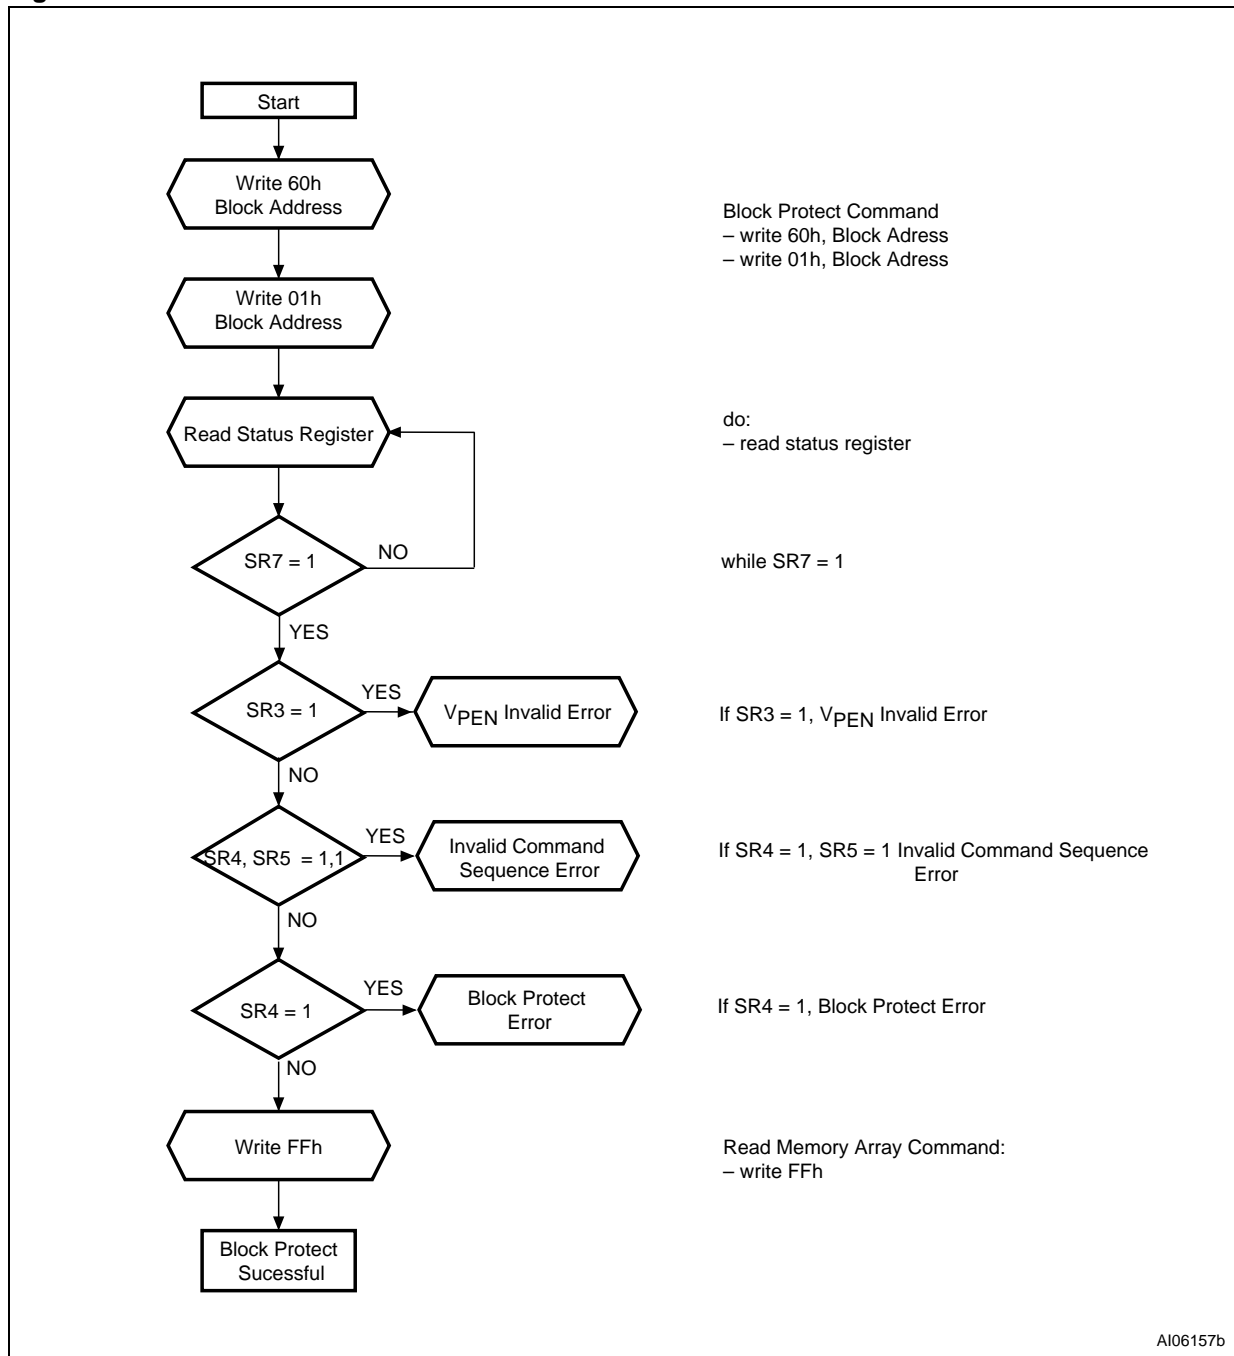 Start
Write 60h
Block Address
Block Protect Command
– write 60h, Block Adress
– write 01h, Block Adress
Write 01h
Block Address
Read Status Register
do:
– read status register
SR7 = 1
NO
while SR7 = 1
YES
SR3 = 1
YES
VPEN Invalid Error
If SR3 = 1, VPEN Invalid Error
NO
SR4, SR5 = 1,1
YES
Invalid Command
Sequence Error
If SR4 = 1, SR5 = 1 Invalid Command Sequence
Error
NO
SR4 = 1
YES
Block Protect
Error
If SR4 = 1, Block Protect Error
NO
Write FFh
Read Memory Array Command:
– write FFh
Block Protect
Sucessful
AI06157b